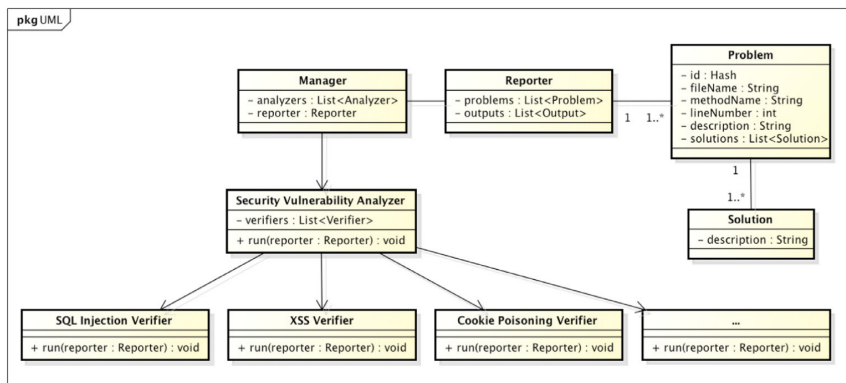 pkg UML
Manager
- analyzers : List<Analyzer>
- reporter : Reporter
Reporter
- problems : List<Problem>
- outputs : List<Output>
1 1..*
Problem
- id : Hash
- fileName : String
- methodName : String
- lineNumber : int
- description : String
- solutions : List<Solution>
1
1..*
Solution
- description : String
Security Vulnerability Analyzer
- verifiers : List<Verifier>
+ run(reporter : Reporter) : void
SQL Injection Verifier
+ run(reporter : Reporter) : void
XSS Verifier
+ run(reporter : Reporter) : void
Cookie Poisoning Verifier
+ run(reporter : Reporter) : void
...
+ run(reporter : Reporter) : void